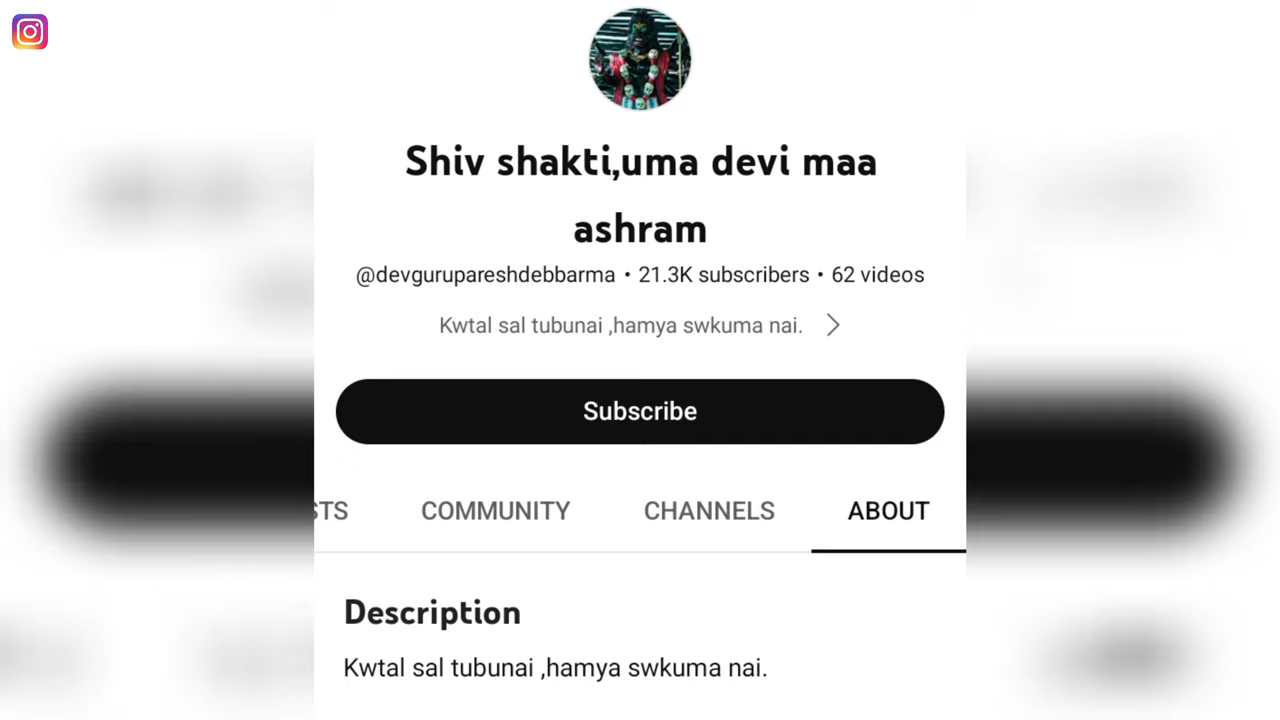 Shiv shakti,uma devi maa
ashram
@devgurupareshdebbarma • 21.3K subscribers • 62 videos
Kwtal sal tubunai ,hamya swkuma nai.
Subscribe
STS COMMUNITY CHANNELS ABOUT
Description
Kwtal sal tubunai ,hamya swkuma nai.